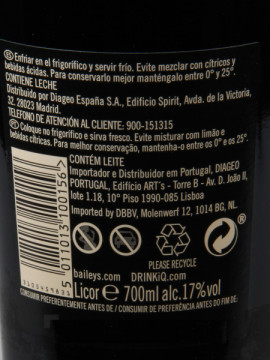 ® Enfriar en el frigorífico y servir frío. Evite mezclar con cítricos y
bebidas ácidas. Para conservarlo mejor manténgalo entre 0° y 25°.
CONTIENE LECHE
Distribuido por Diageo España S.A., Edificio Spirit, Avda. de la Victoria,
32. 28023 Madrid.
TELÉFONO DE ATENCIÓN AL CLIENTE: 900-151315
® Coloque no frigorífico e sirva fresco. Evite misturar com limão e
bebidas cítricas. Para melhor conservação, mantenha-o entre os 0° e os 25°.
CONTÉM LEITE
Importador e Distribuidor em Portugal, DIAGEO
PORTUGAL, Edifício ART's - Torre B - Av. D. João II,
lote 1.18, 10° Piso 1990-085 Lisboa
Imported by DBBV, Molenwerf 12, 1014 BG, NL.
5 011013 100156
PLEASE RECYCLE
baileys.com DRINKiQ.com
Licor e 700ml alc.17%vol
CONSUMIR PREFERENTEMENTE ANTES DE / CONSUMIR DE PREFERÊNCIA ANTES DO FIM DE: